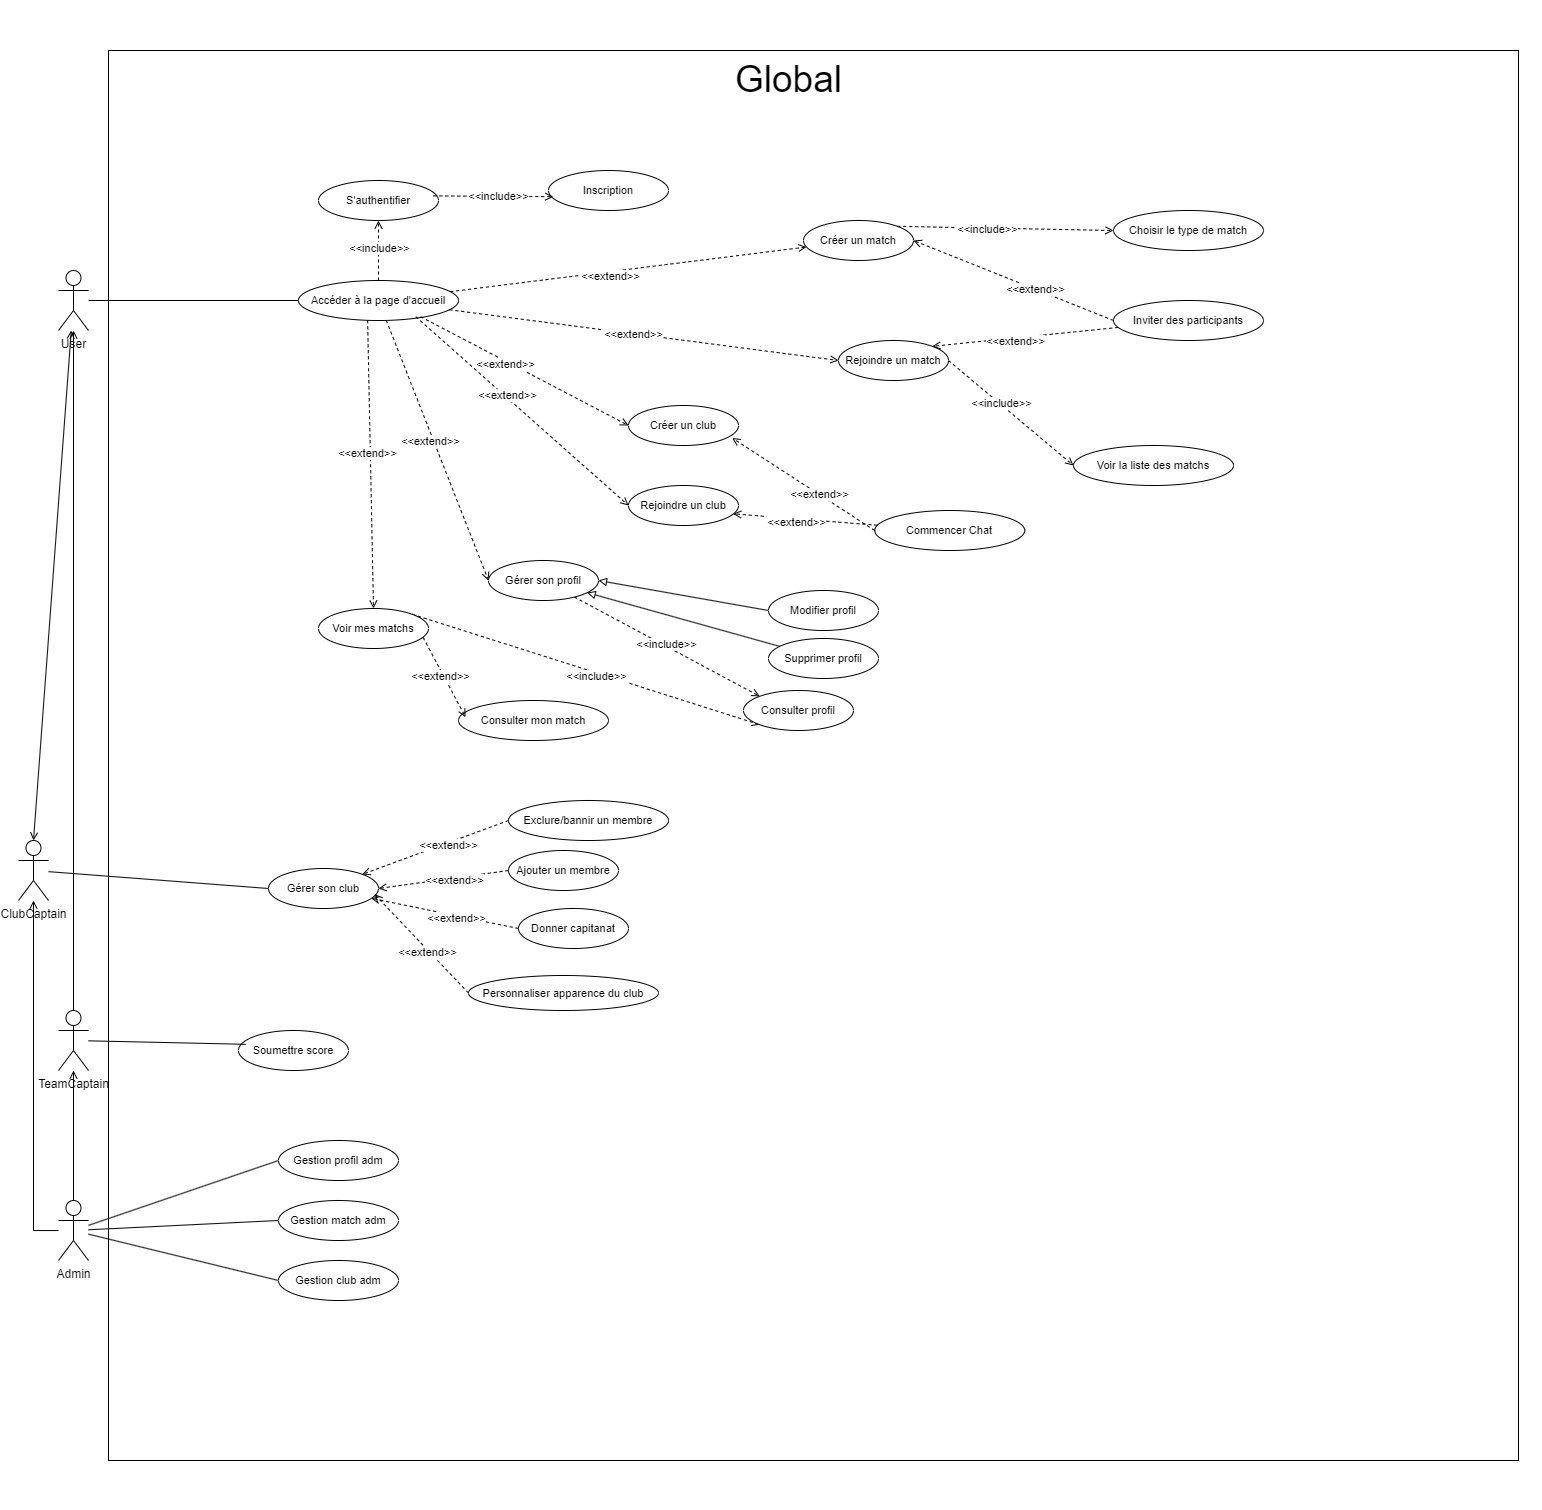 Global
Inscription
S'authentifier
<<include>>
Choisir le type de match
<<include>>
Créer un match
<<include>>
<<extend>>
<<extend>>
Accéder à la page d'accueil
Inviter des participants
User
<<extend>>
<<extend>>
Rejoindre un match
<<extend>>
<<extend>>
<<include>>
Créer un club
<<extend>>
<<extend>>
Voir la liste des matchs
<<extend>>
Rejoindre un club
<<extend>>
Commencer Chat
Gérer son profil
Modifier profil
Voir mes matchs
<<include>>
Supprimer profil
<<extend>>
<<include>>
Consulter profil
Consulter mon match
Exclure/bannir un membre
<<extend>>
Ajouter un membre
<<extend>>
Gérer son club
ClubCaptain
<<extend>>
Donner capitanat
<<extend>>
Personnaliser apparence du club
Soumettre score
TeamCaptain
Gestion profil adm
Gestion match adm
Admin
Gestion club adm